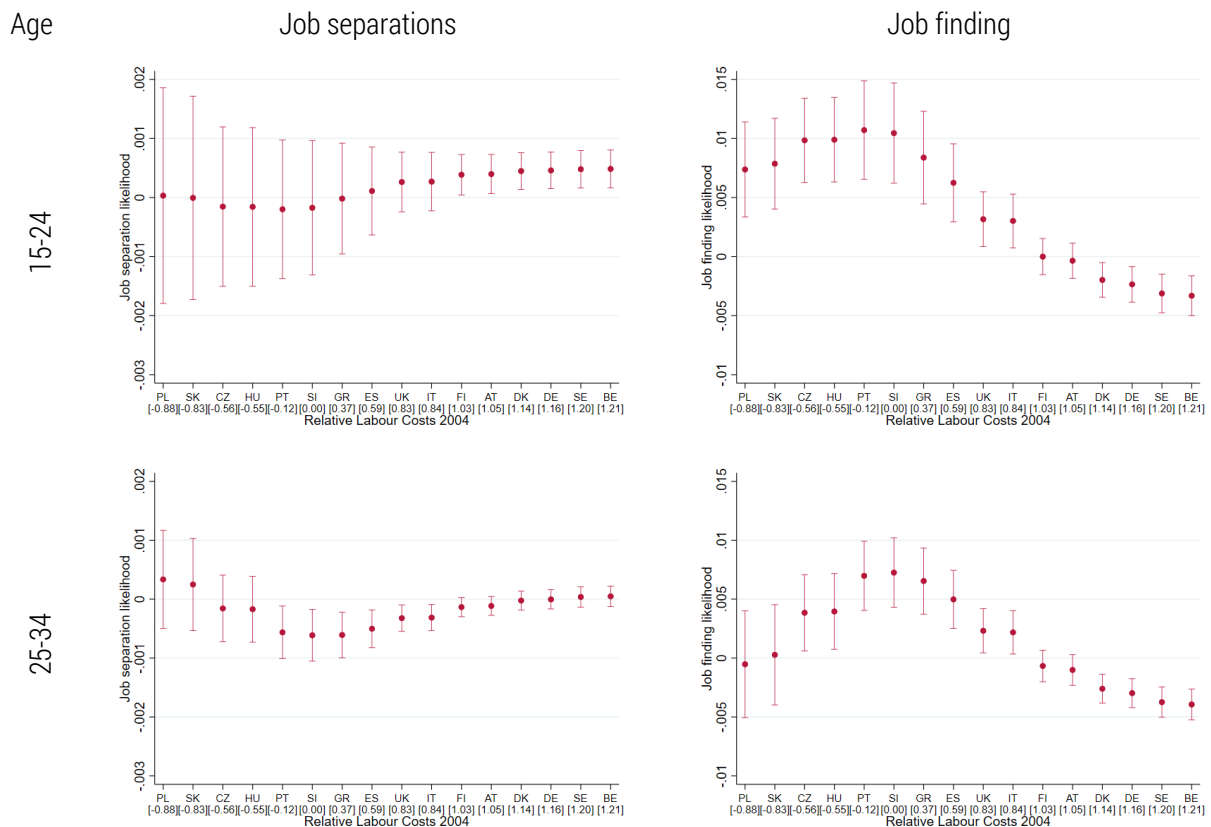 Age Job separations Job finding
15-24
Job separation likelihood
.002
.001
0
-.001
-.002
-.003
PL SK CZ HU PT SI GR ES UK IT FI AT DK DE SE BE
[-0.88][-0.83][-0.56][-0.55][-0.12] [0.00] [0.37] [0.59] [0.83] [0.84] [1.03] [1.05] [1.14] [1.16] [1.20] [1.21]
Relative Labour Costs 2004
Job finding likelihood
.015
.01
.005
0
-.005
-.01
PL SK CZ HU PT SI GR ES UK IT FI AT DK DE SE BE
[-0.88][-0.83][-0.56][-0.55][-0.12] [0.00] [0.37] [0.59] [0.83] [0.84] [1.03] [1.05] [1.14] [1.16] [1.20] [1.21]
Relative Labour Costs 2004
25-34
Job separation likelihood
.002
.001
0
-.001
-.002
-.003
PL SK CZ HU PT SI GR ES UK IT FI AT DK DE SE BE
[-0.88][-0.83][-0.56][-0.55][-0.12] [0.00] [0.37] [0.59] [0.83] [0.84] [1.03] [1.05] [1.14] [1.16] [1.20] [1.21]
Relative Labour Costs 2004
Job finding likelihood
.015
.01
.005
0
-.005
-.01
PL SK CZ HU PT SI GR ES UK IT FI AT DK DE SE BE
[-0.88][-0.83][-0.56][-0.55][-0.12] [0.00] [0.37] [0.59] [0.83] [0.84] [1.03] [1.05] [1.14] [1.16] [1.20] [1.21]
Relative Labour Costs 2004